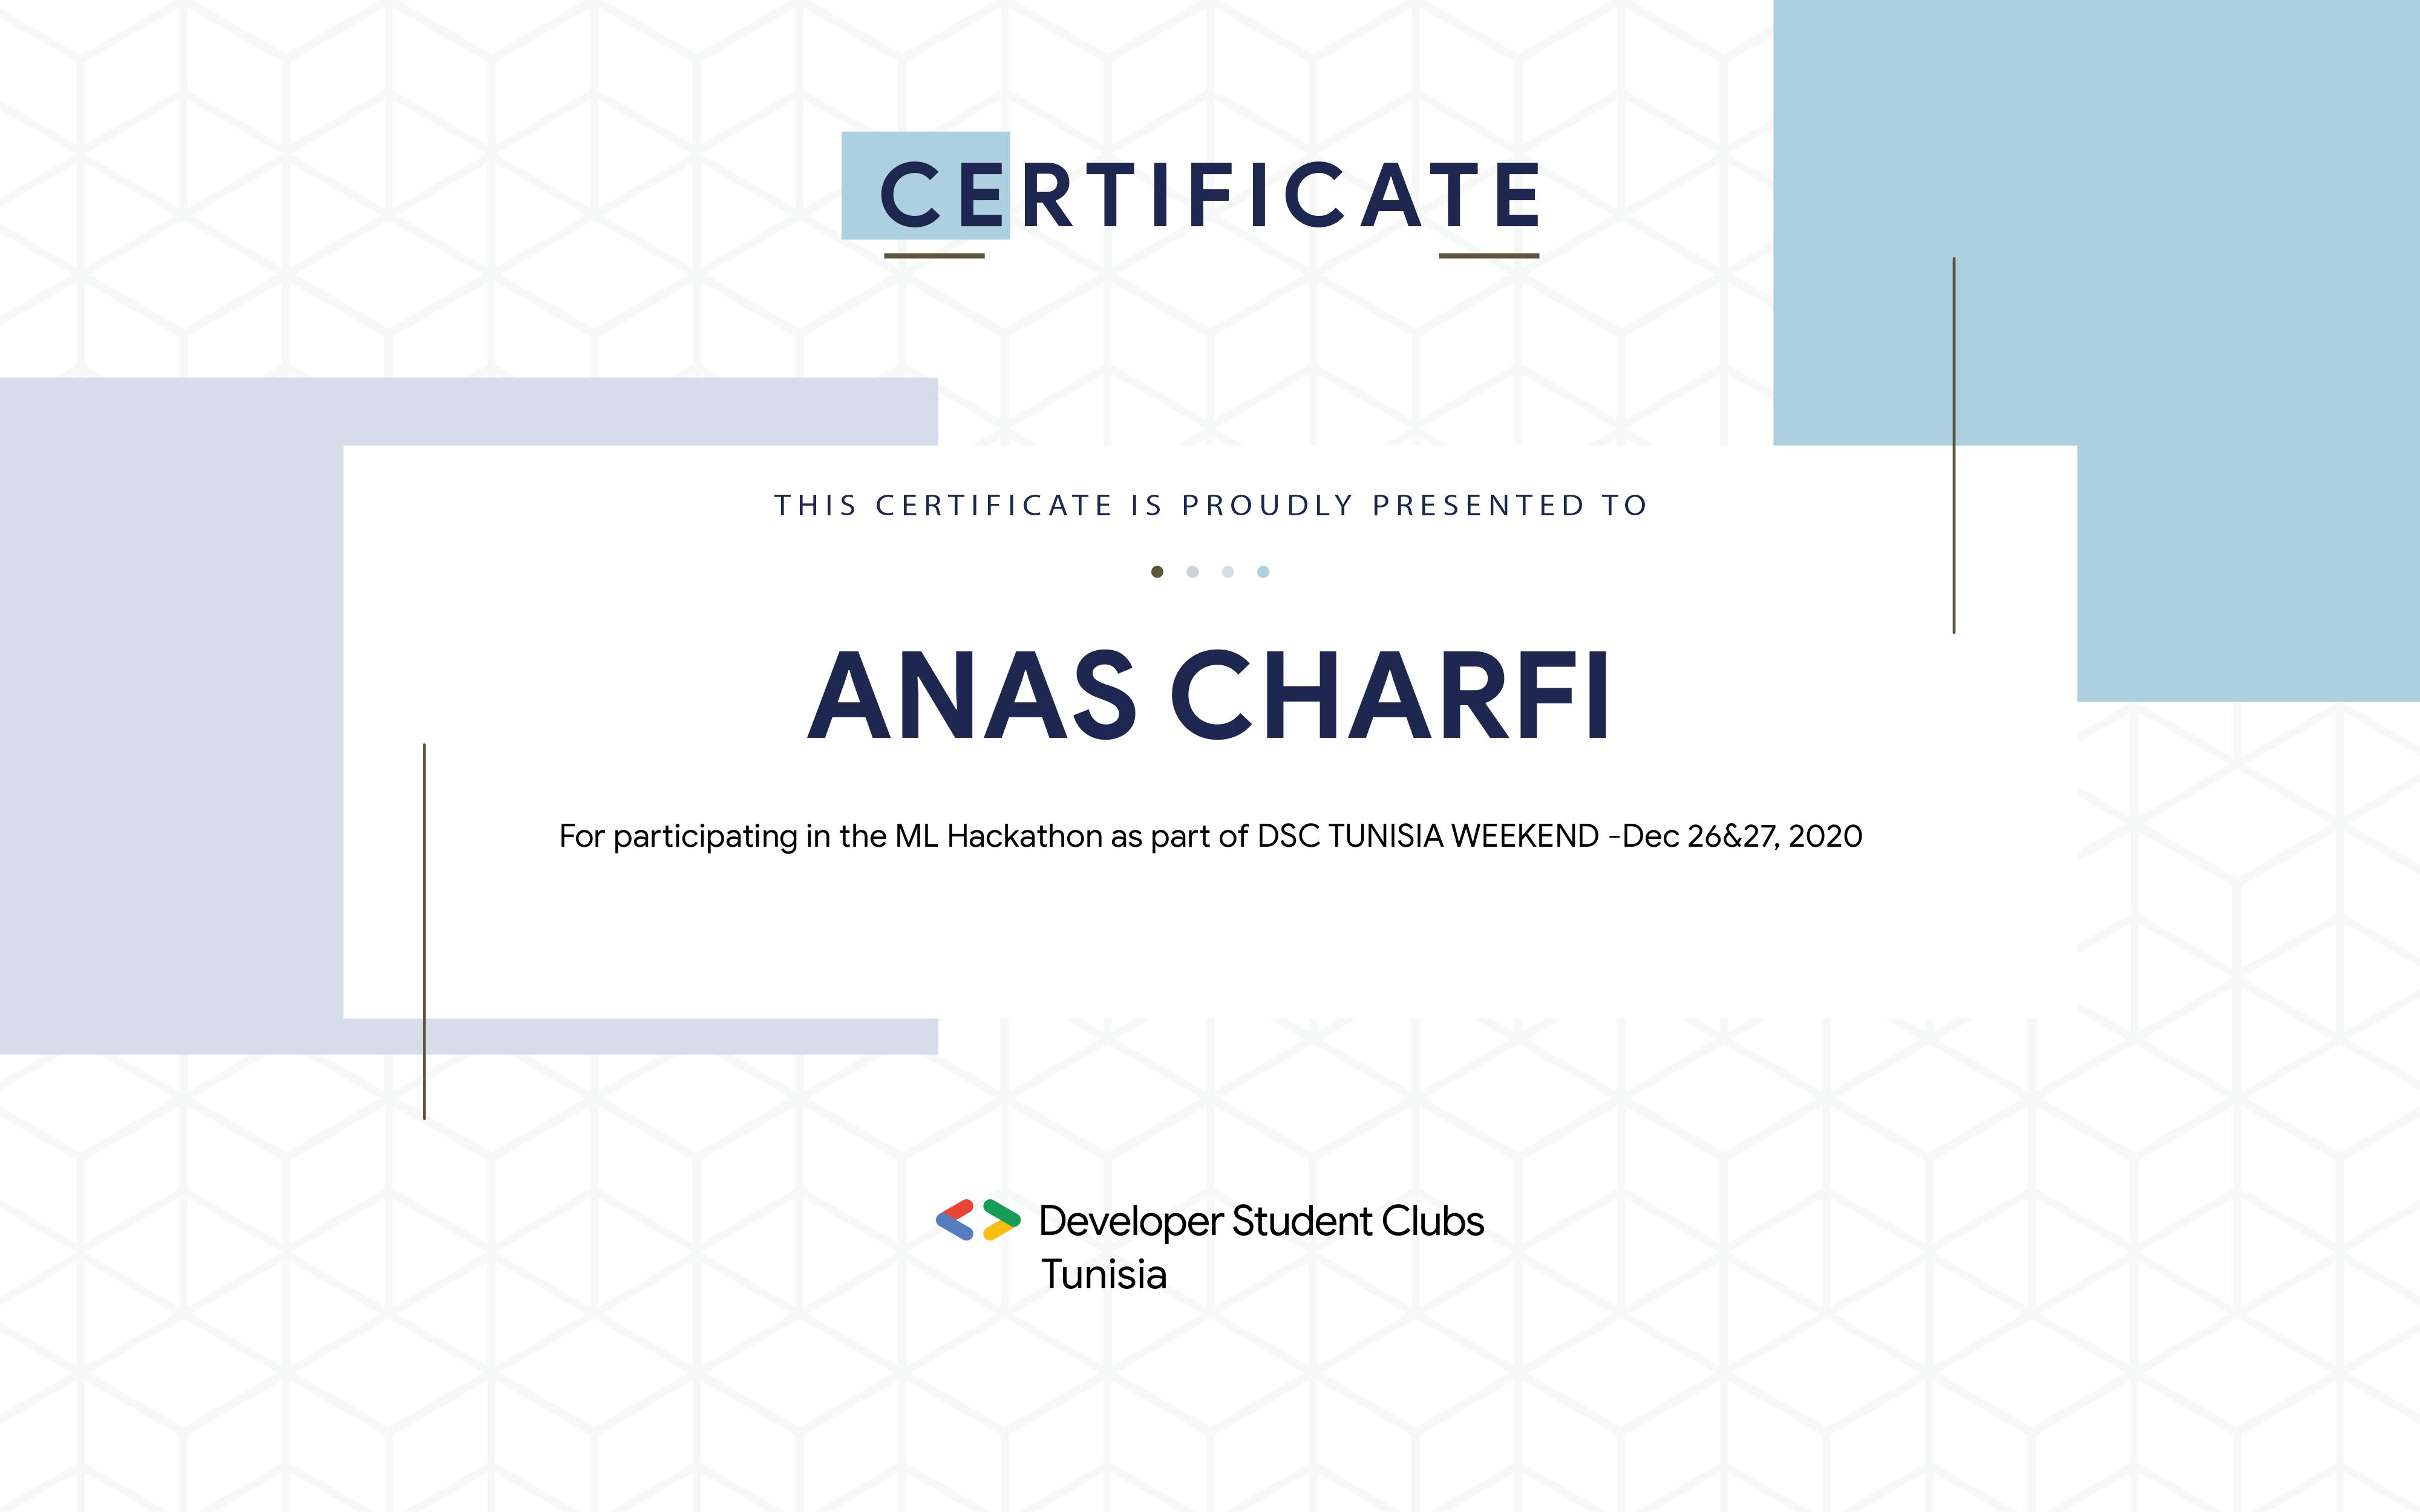 CERTIFICATE
THIS CERTIFICATE IS PROUDLY PRESENTED TO
ANAS CHARFI
For participating in the ML Hackathon as part of DSC TUNISIA WEEKEND -Dec 26&27, 2020
Developer Student Clubs
Tunisia